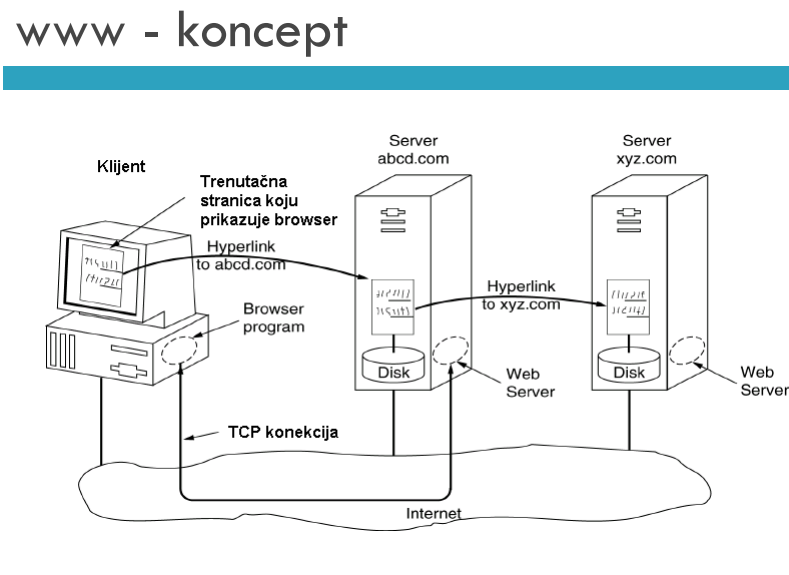 www - koncept
Server
abcd.com
Server
xyz.com
Klijent
Trenutačna
stranica koju
prikazuje browser
Hyperlink
to abcd.com
Hyperlink
to xyz.com
Browser
program
Disk
Web
Server
Disk
Web
Server
TCP konekcija
Internet